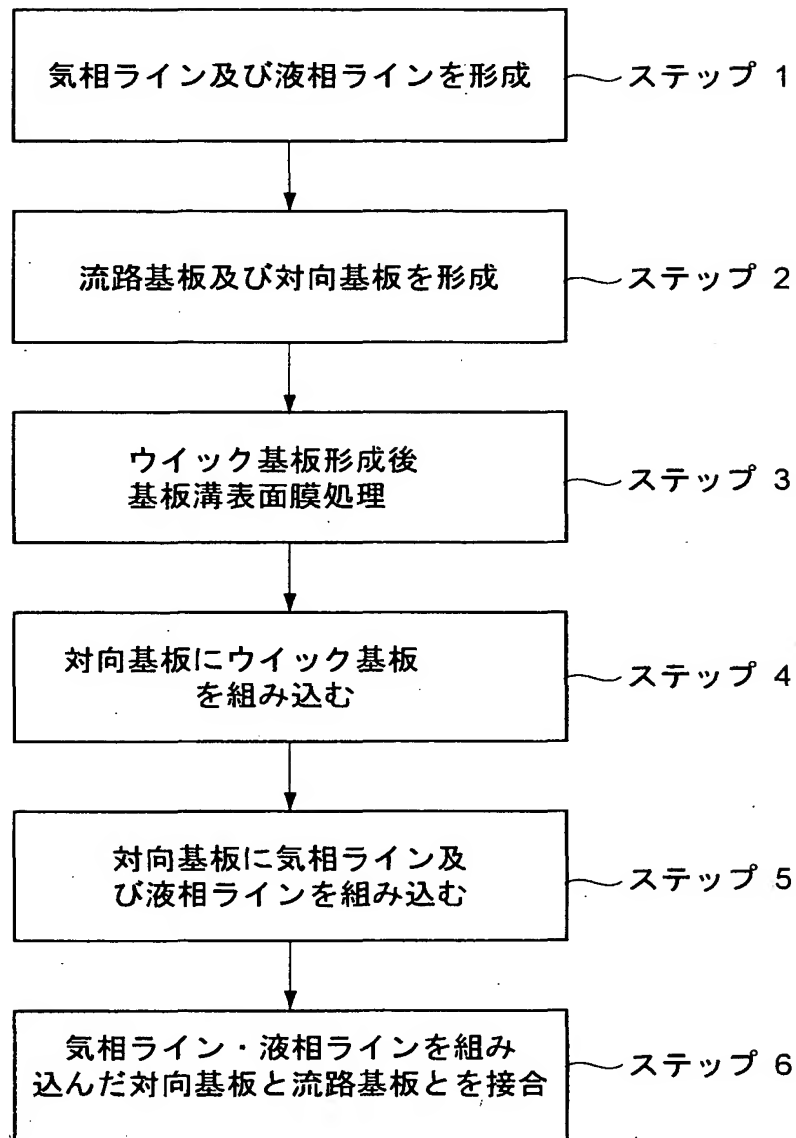 気相ライン及び液相ラインを形成
ステップ 1
流路基板及び対向基板を形成
ステップ 2
ウイック基板形成後
基板溝表面膜処理
ステップ 3
対向基板にウイック基板
を組み込む
ステップ 4
対向基板に気相ライン及
び液相ラインを組み込む
ステップ 5
気相ライン・液相ラインを組み
込んだ対向基板と流路基板とを接合
ステップ 6